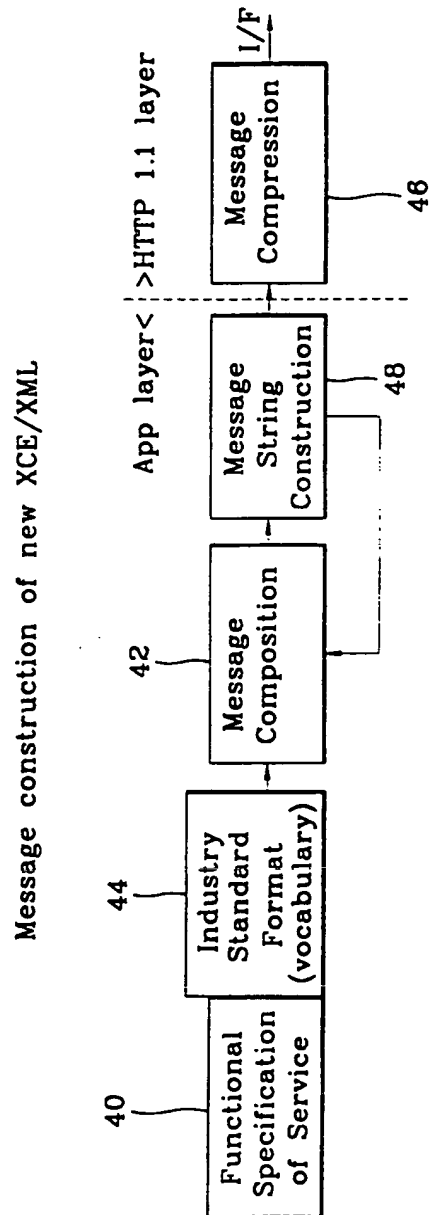 Message construction of new XCE/XML
App layer< >HTTP 1.1 layer
40
Functional
Specification
of Service
44
Industry
Standard
Format
(vocabulary)
42
Message
Composition
Message
String
Construction
48
Message
Compression
48
I/F